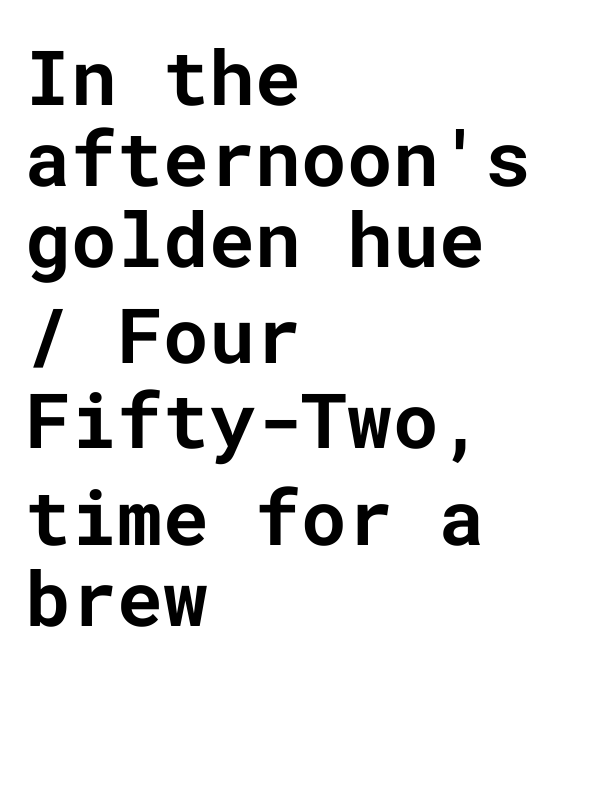 In the
afternoon's
golden hue
/ Four
Fifty-Two,
time for a
brew